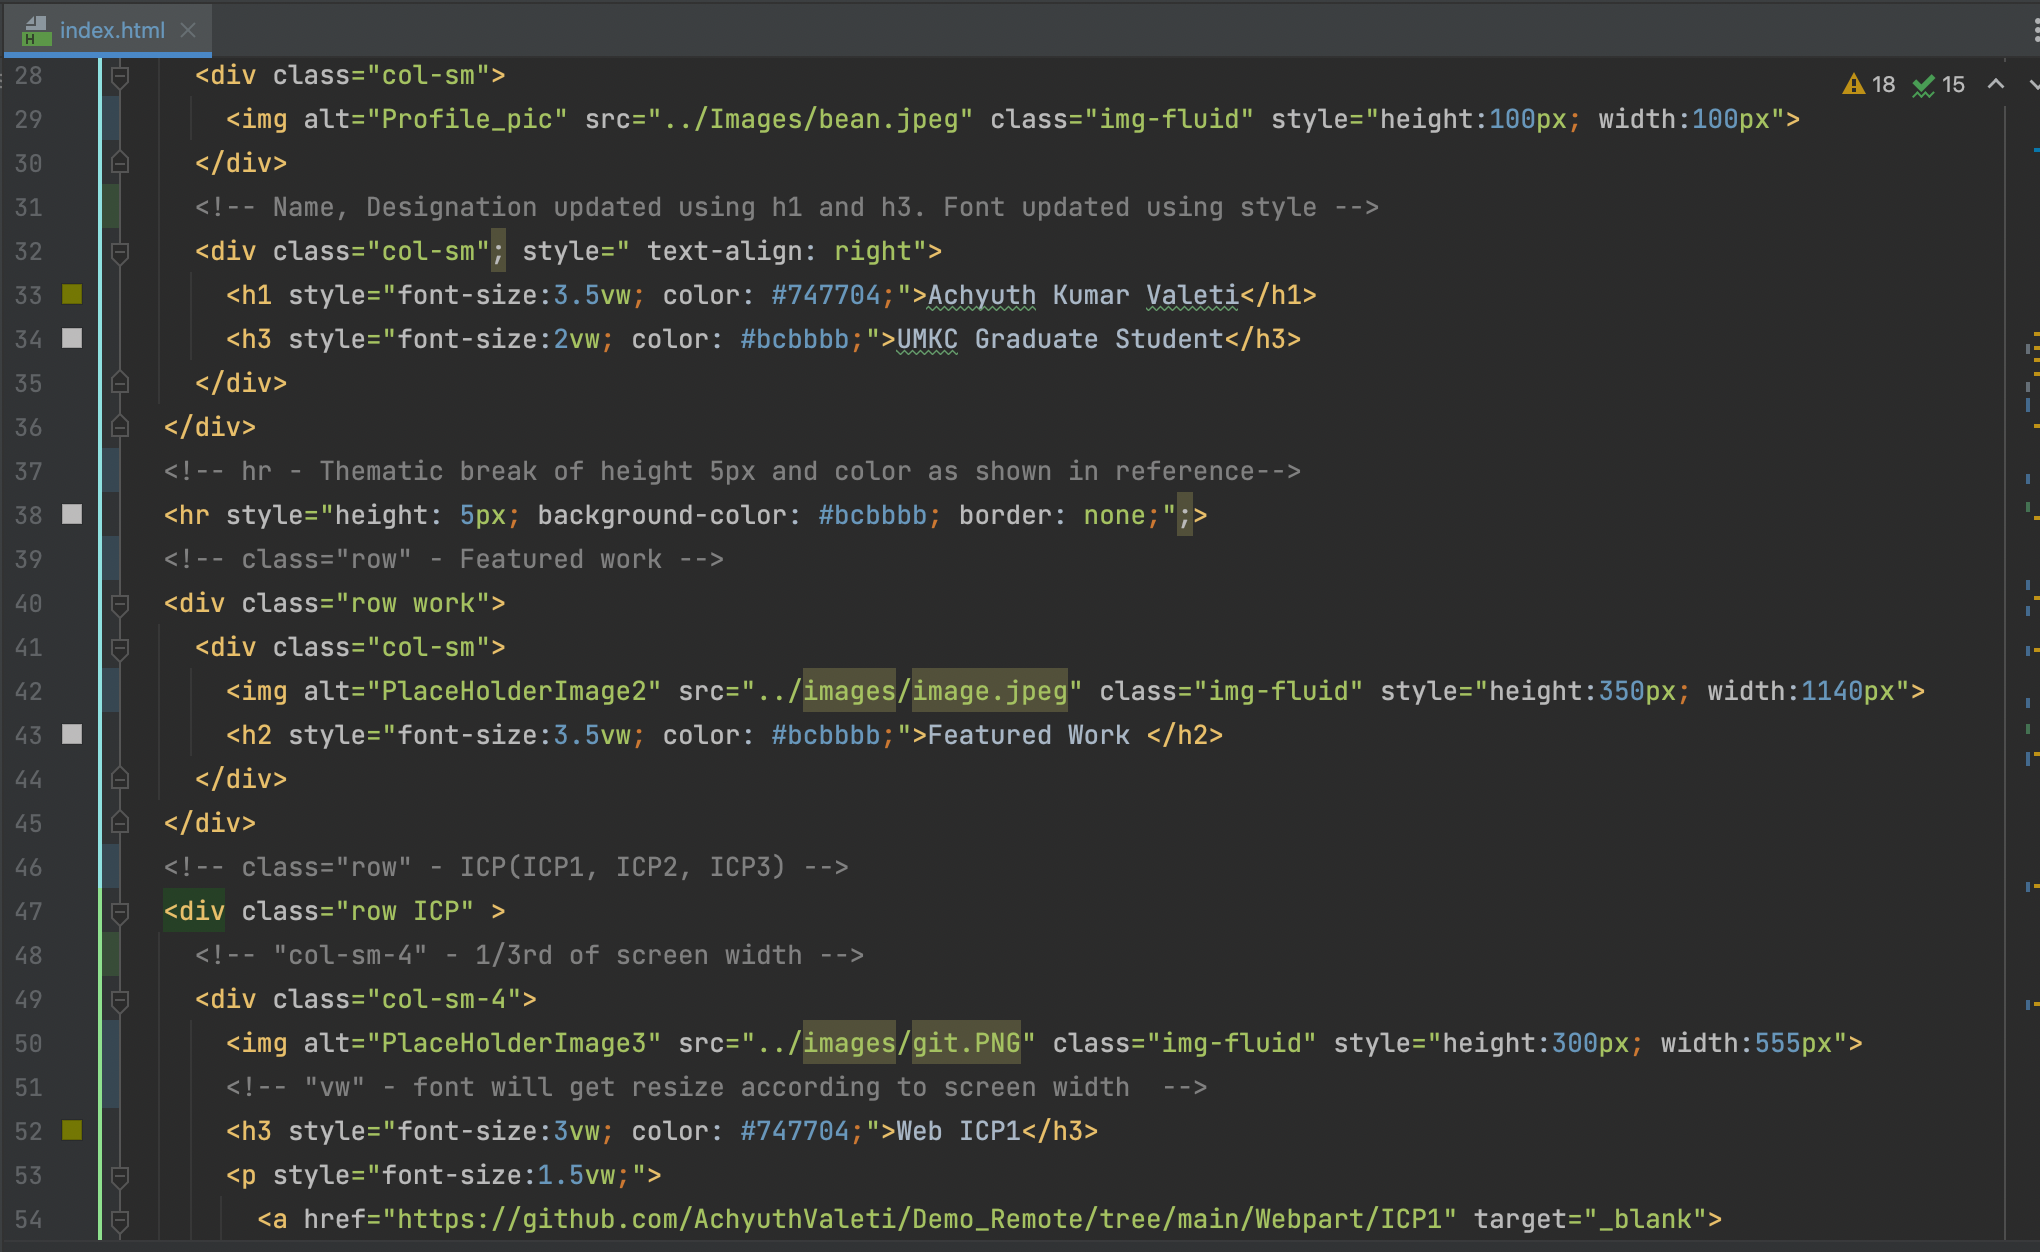 index.html
18 15
28 <div class="col-sm">
29 <img alt="Profile_pic" src="../Images/bean.jpeg" class="img-fluid" style="height:100px; width:100px">
30 </div>
31 <!-- Name, Designation updated using h1 and h3. Font updated using style -->
32 <div class="col-sm"; style=" text-align: right">
33 <h1 style="font-size:3.5vw; color: #747704;">Achyuth Kumar Valeti</h1>
34 <h3 style="font-size:2vw; color: #bcbbbb;">UMKC Graduate Student</h3>
35 </div>
36 </div>
37 <!-- hr - Thematic break of height 5px and color as shown in reference-->
38 <hr style="height: 5px; background-color: #bcbbbb; border: none;";>
39 <!-- class="row" - Featured work -->
40 <div class="row work">
41 <div class="col-sm">
42 <img alt="PlaceHolderImage2" src="../images/image.jpeg" class="img-fluid" style="height:350px; width:1140px">
43 <h2 style="font-size:3.5vw; color: #bcbbbb;">Featured Work </h2>
44 </div>
45 </div>
46 <!-- class="row" - ICP(ICP1, ICP2, ICP3) -->
47 <div class="row ICP" >
48 <!-- "col-sm-4" - 1/3rd of screen width -->
49 <div class="col-sm-4">
50 <img alt="PlaceHolderImage3" src="../images/git.PNG" class="img-fluid" style="height:300px; width:555px">
51 <!-- "vw" - font will get resize according to screen width  -->
52 <h3 style="font-size:3vw; color: #747704;">Web ICP1</h3>
53 <p style="font-size:1.5vw;">
54 <a href="https://github.com/AchyuthValeti/Demo_Remote/tree/main/Webpart/ICP1" target="_blank">